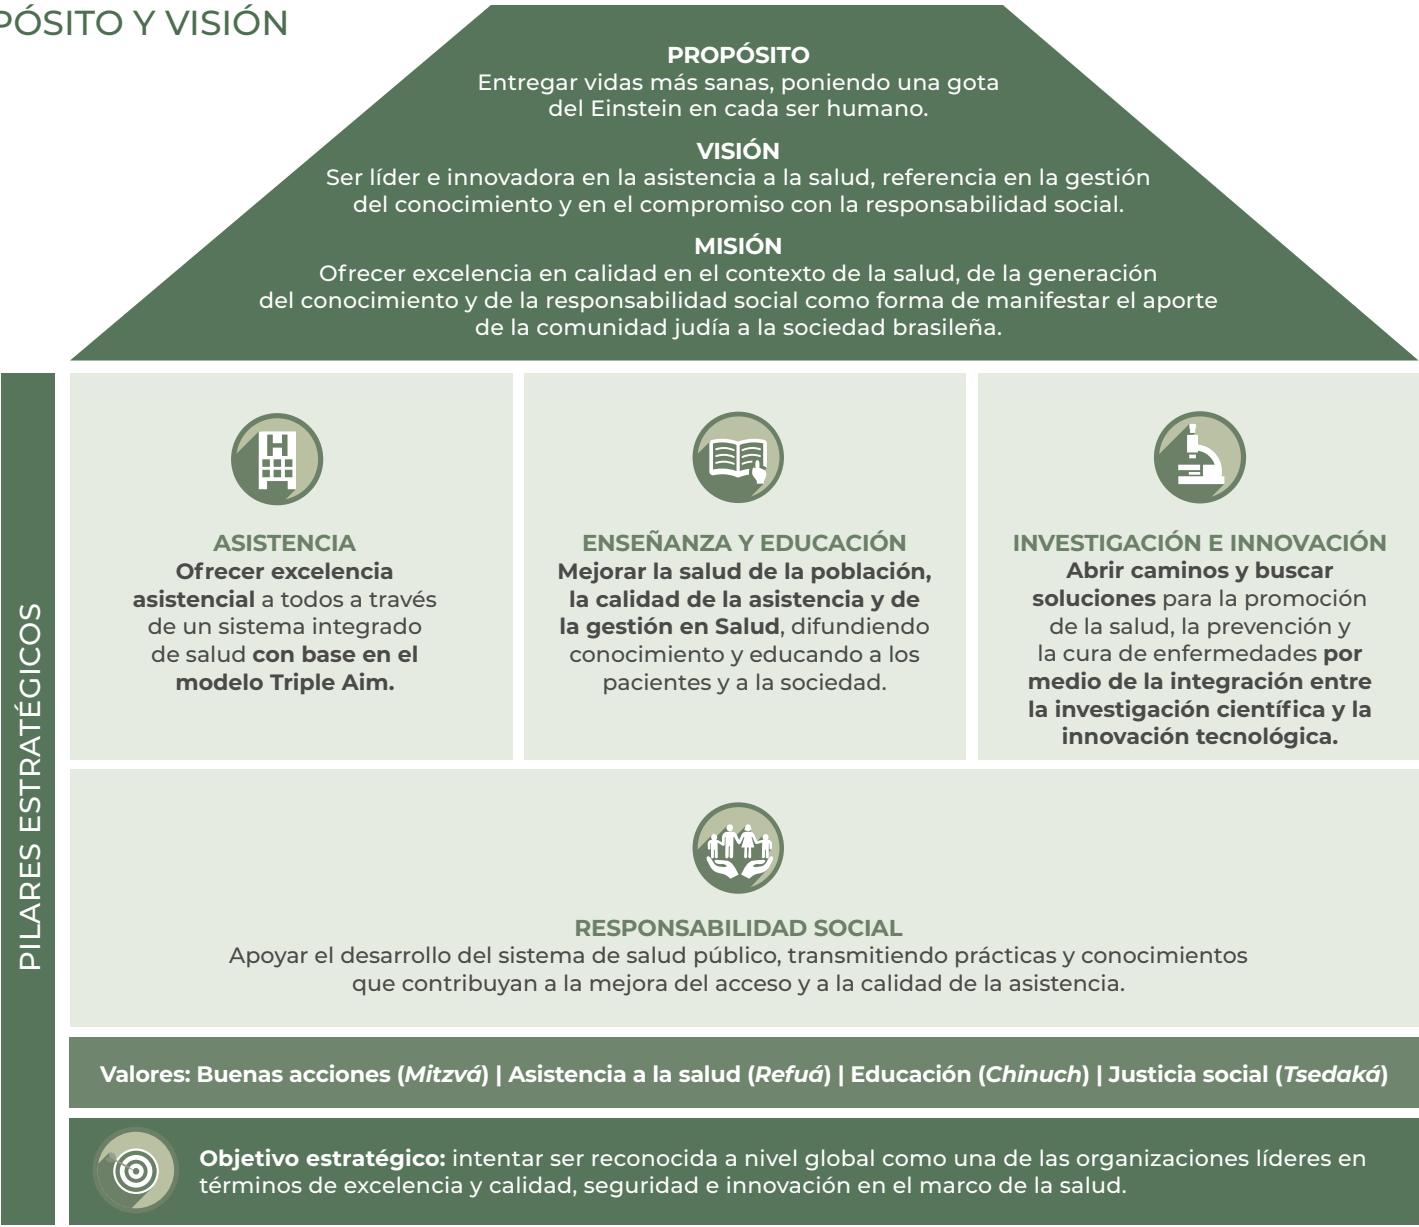 PÓSITO Y VISIÓN
PROPÓSITO
Entregar vidas más sanas, poniendo una gota
del Einstein en cada ser humano.
VISIÓN
Ser líder e innovadora en la asistencia a la salud, referencia en la gestión
del conocimiento y en el compromiso con la responsabilidad social.
MISIÓN
Ofrecer excelencia en calidad en el contexto de la salud, de la generación
del conocimiento y de la responsabilidad social como forma de manifestar el aporte
de la comunidad judía a la sociedad brasileña.
PILARES ESTRATÉGICOS
H
ASISTENCIA
Ofrecer excelencia
asistencial a todos a través
de un sistema integrado
de salud con base en el
modelo Triple Aim.
ENSEÑANZA Y EDUCACIÓN
Mejorar la salud de la población,
la calidad de la asistencia y de
la gestión en Salud, difundiendo
conocimiento y educando a los
pacientes y a la sociedad.
INVESTIGACIÓN E INNOVACIÓN
Abrir caminos y buscar
soluciones para la promoción
de la salud, la prevención y
la cura de enfermedades por
medio de la integración entre
la investigación científica y la
innovación tecnológica.
RESPONSABILIDAD SOCIAL
Apoyar el desarrollo del sistema de salud público, transmitiendo prácticas y conocimientos
que contribuyan a la mejora del acceso y a la calidad de la asistencia.
Valores: Buenas acciones (Mitzvá) | Asistencia a la salud (Refuá) | Educación (Chinuch) | Justicia social (Tsedaká)
Objetivo estratégico: intentar ser reconocida a nivel global como una de las organizaciones líderes en
términos de excelencia y calidad, seguridad e innovación en el marco de la salud.